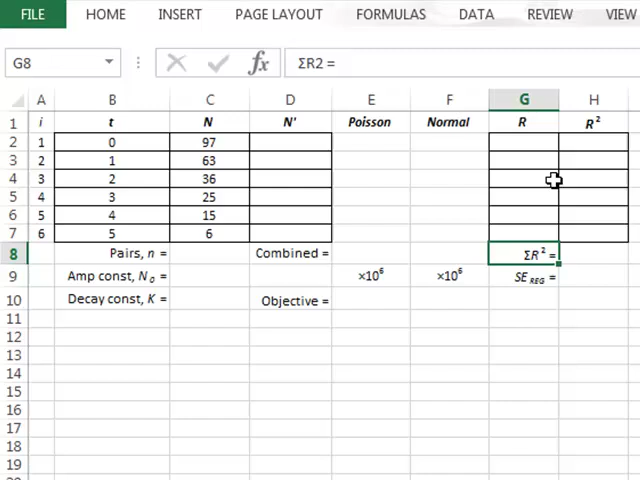 FILE HOME INSERT PAGE LAYOUT FORMULAS DATA REVIEW VIEW
G8 fx ΣR2 =
A B C D E F G H
1 i t N N' Poisson Normal R R²
2 1 0 97
3 2 1 63
4 3 2 36
5 4 3 25
6 5 4 15
7 6 5 6
8 Pairs, n = Combined = ΣR² =
9 Amp const, N₀ = ×10⁶ ×10⁶ SE REG =
10 Decay const, K = Objective =
11
12
13
14
15
16
17
18
19
20